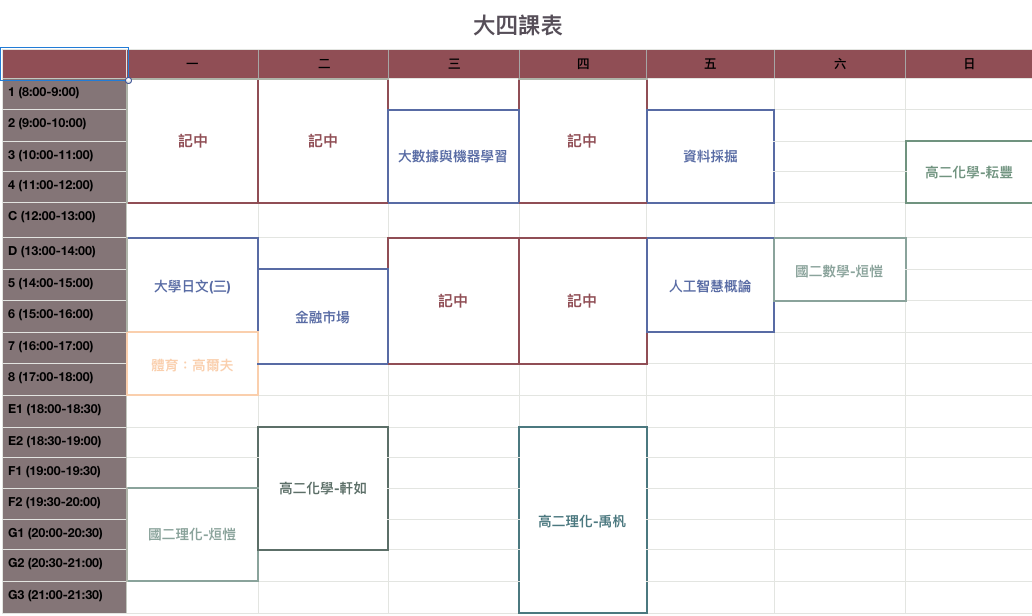 大四課表
一 二 三 四 五 六 日
1 (8:00-9:00)
2 (9:00-10:00)
記中 記中 大數據與機器學習 記中 資料採掘
3 (10:00-11:00)
高二化學-耘豐
4 (11:00-12:00)
C (12:00-13:00)
D (13:00-14:00)
國二數學-烜愷
5 (14:00-15:00)
大學日文(三) 金融市場 記中 記中 人工智慧概論
6 (15:00-16:00)
7 (16:00-17:00)
體育：高爾夫
8 (17:00-18:00)
E1 (18:00-18:30)
E2 (18:30-19:00)
F1 (19:00-19:30)
高二化學-軒如
F2 (19:30-20:00)
高二理化-禹杋
G1 (20:00-20:30)
國二理化-烜愷
G2 (20:30-21:00)
G3 (21:00-21:30)